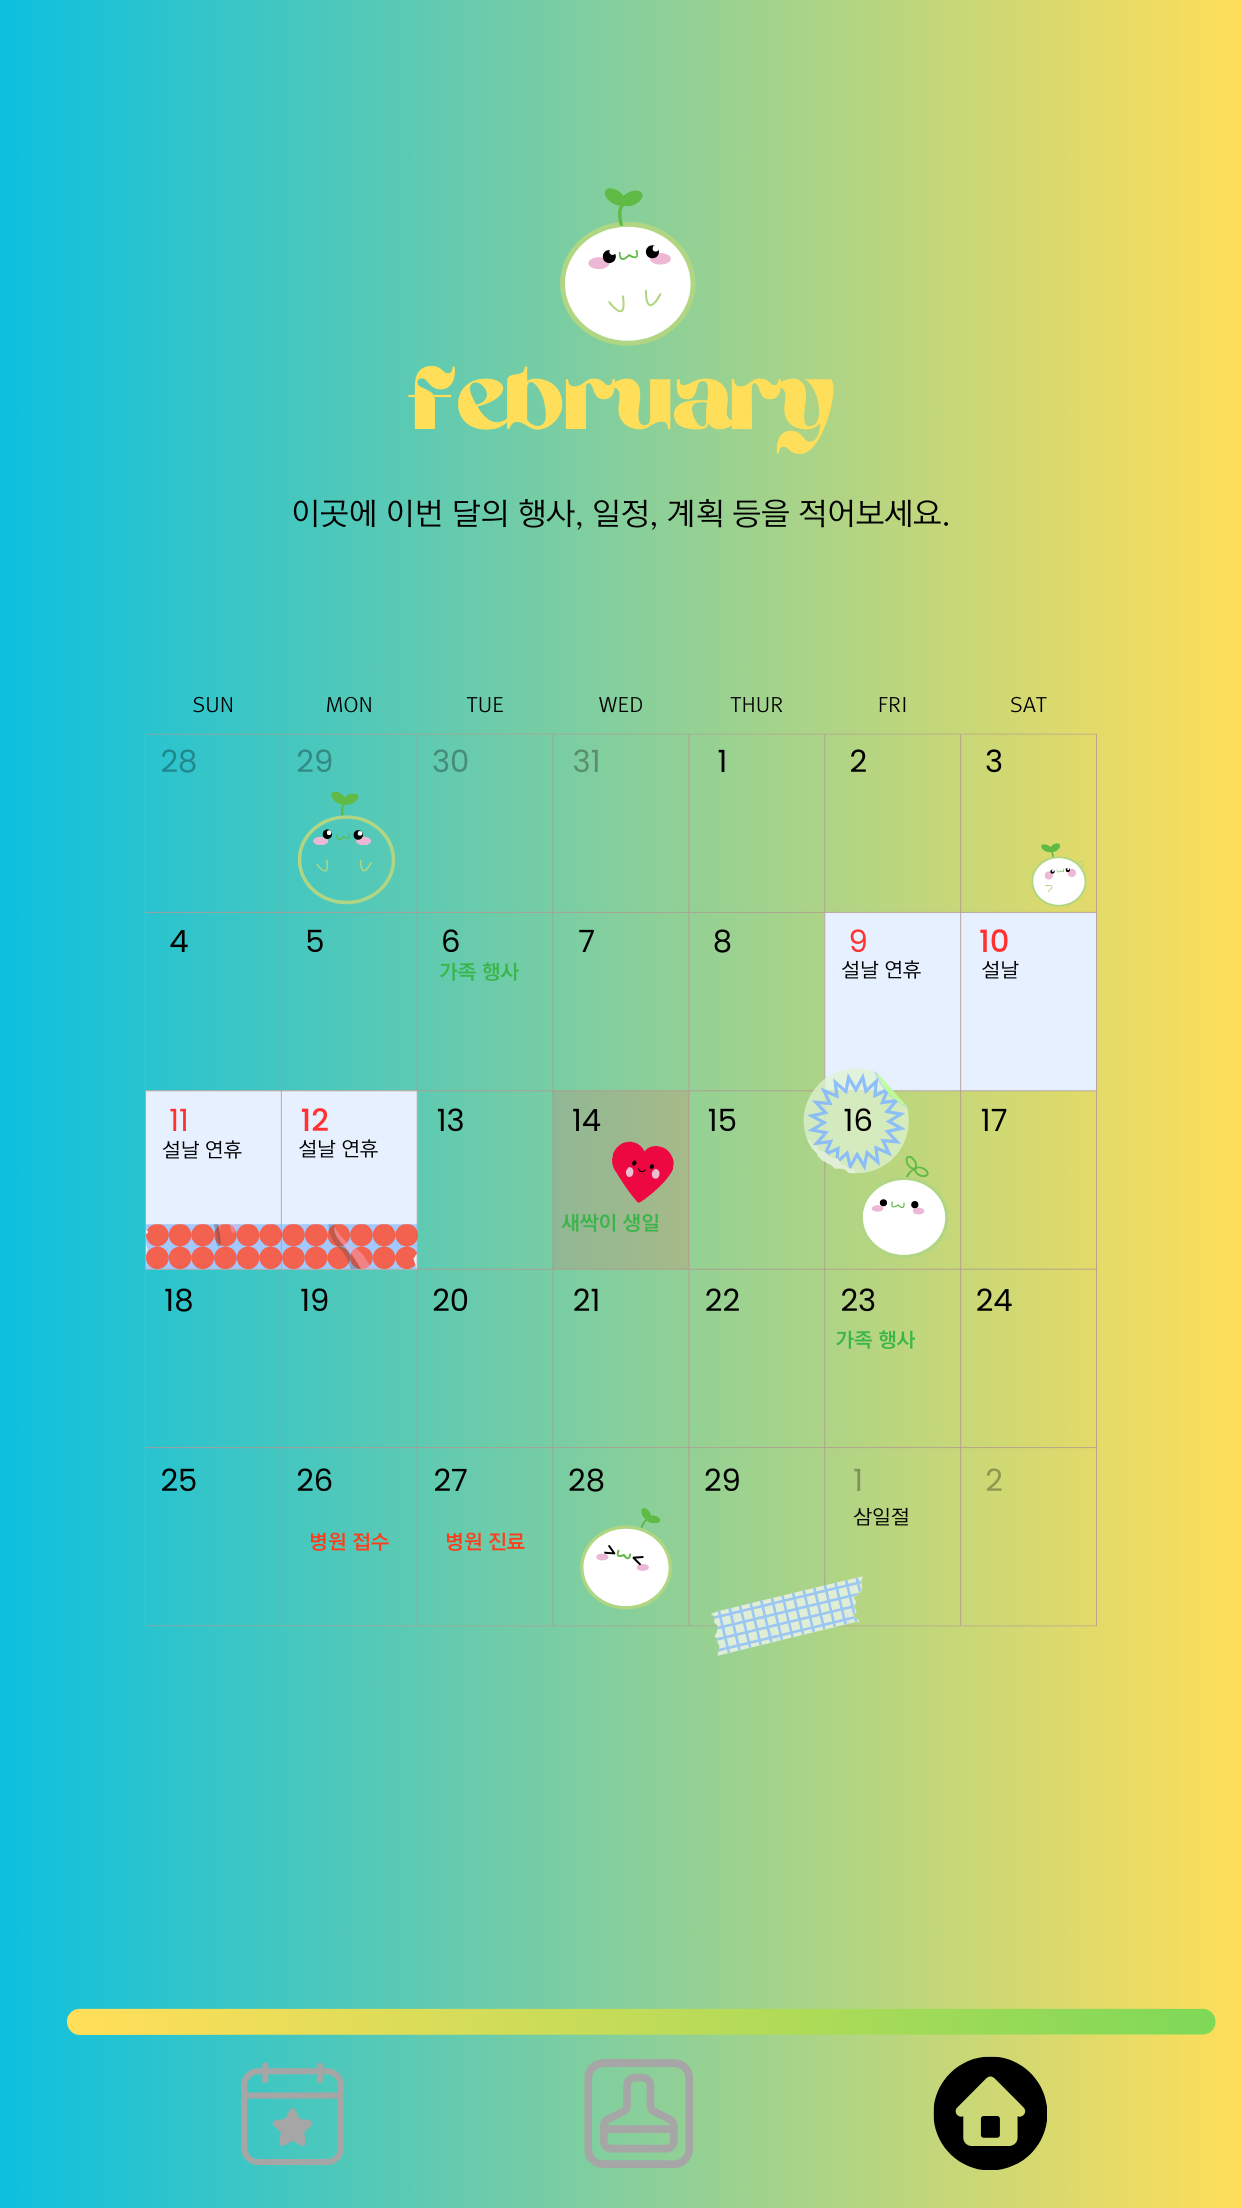 february
이곳에 이번 달의 행사, 일정, 계획 등을 적어보세요.
SUN MON TUE WED THUR FRI SAT
28 29 30 31 1 2 3
4 5 6 7 8 9 10
가족 행사 설날 연휴 설날
11 12 13 14 15 16 17
설날 연휴 설날 연휴
새싹이 생일
18 19 20 21 22 23 24
가족 행사
25 26 27 28 29 1 2
삼일절
병원 접수 병원 진료